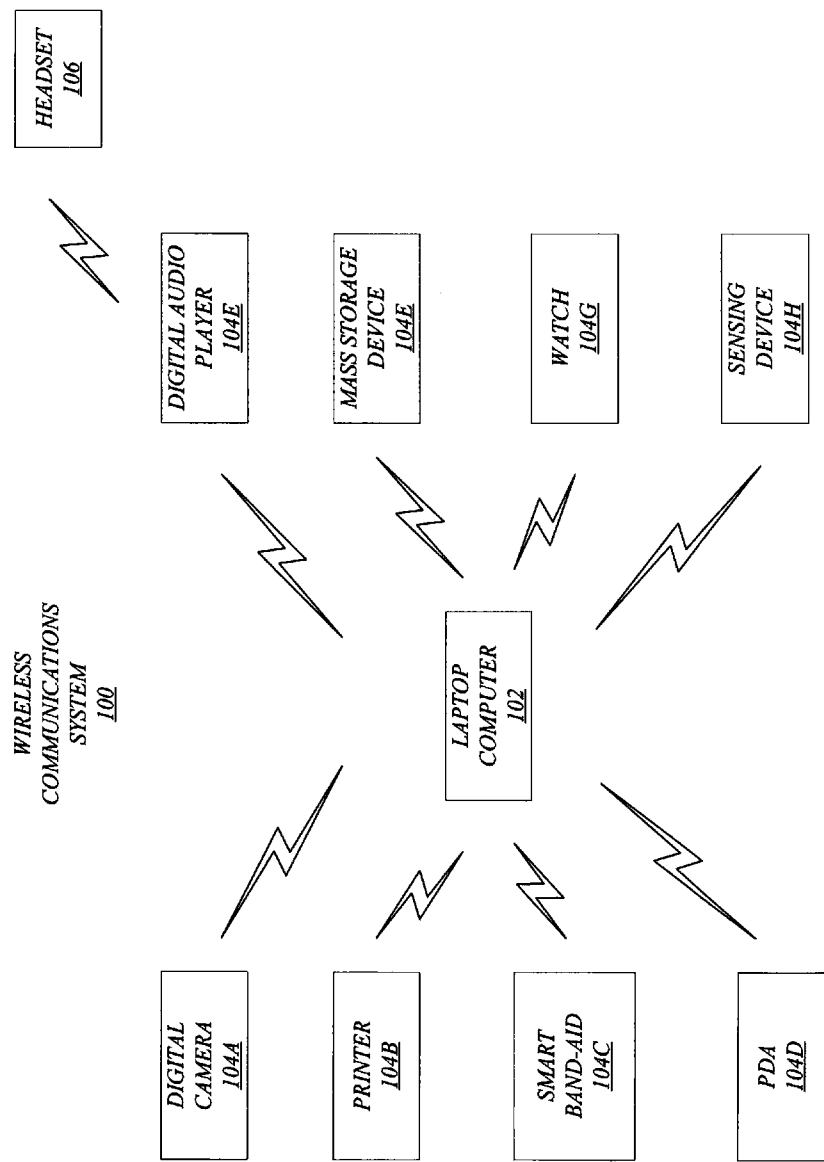 WIRELESS
COMMUNICATIONS
SYSTEM
100
HEADSET
106
DIGITAL
CAMERA
104A
DIGITAL AUDIO
PLAYER
104E
PRINTER
104B
MASS STORAGE
DEVICE
104E
LAPTOP
COMPUTER
102
SMART
BAND-AID
104C
WATCH
104G
PDA
104D
SENSING
DEVICE
104H